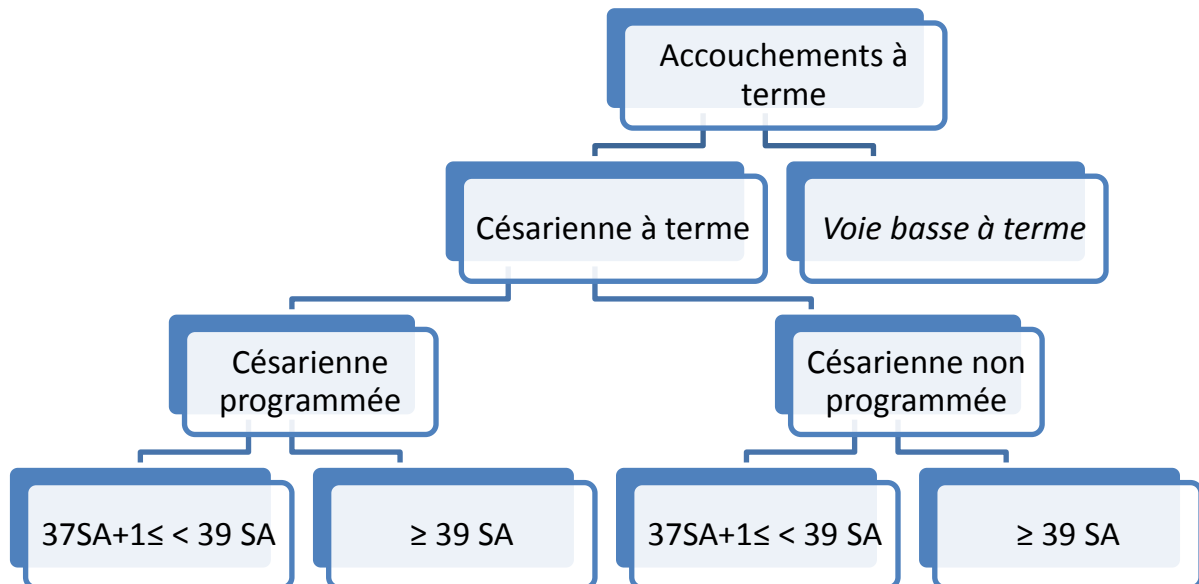 Accouchements à
terme
Césarienne à terme
Voie basse à terme
Césarienne
programmée
Césarienne non
programmée
37SA+1≤ < 39 SA
≥ 39 SA
37SA+1≤ < 39 SA
≥ 39 SA